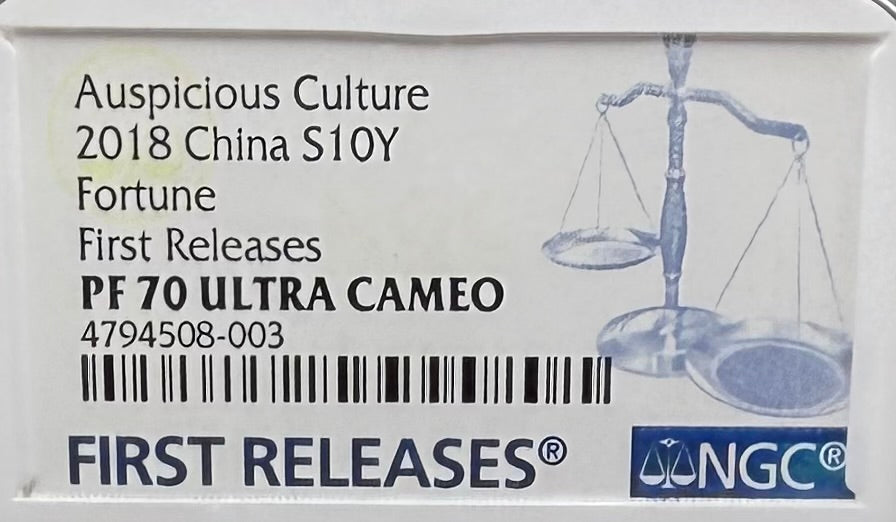 Auspicious Culture
2018 China S10Y
Fortune
First Releases
PF 70 ULTRA CAMEO
4794508-003
FIRST RELEASES®
NGC®